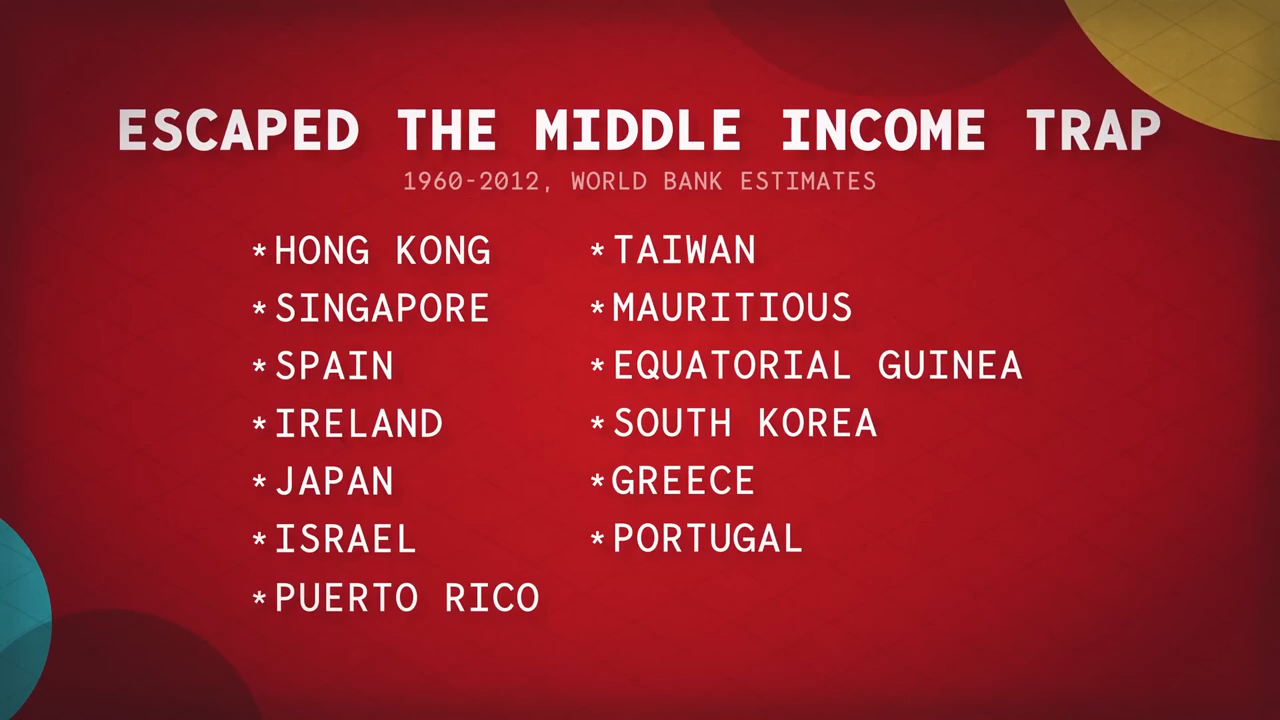 ESCAPED THE MIDDLE INCOME TRAP
1960-2012, WORLD BANK ESTIMATES
*HONG KONG
*SINGAPORE
*SPAIN
*IRELAND
*JAPAN
*ISRAEL
*PUERTO RICO
*TAIWAN
*MAURITIOUS
*EQUATORIAL GUINEA
*SOUTH KOREA
*GREECE
*PORTUGAL